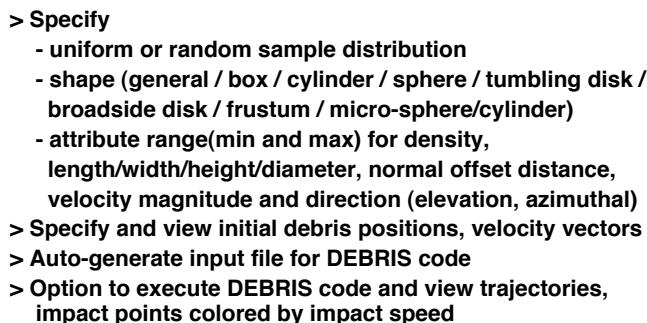 > Specify
- uniform or random sample distribution
- shape (general / box / cylinder / sphere / tumbling disk /
broadside disk / frustum / micro-sphere/cylinder)
- attribute range(min and max) for density,
length/width/height/diameter, normal offset distance,
velocity magnitude and direction (elevation, azimuthal)
> Specify and view initial debris positions, velocity vectors
> Auto-generate input file for DEBRIS code
> Option to execute DEBRIS code and view trajectories,
impact points colored by impact speed